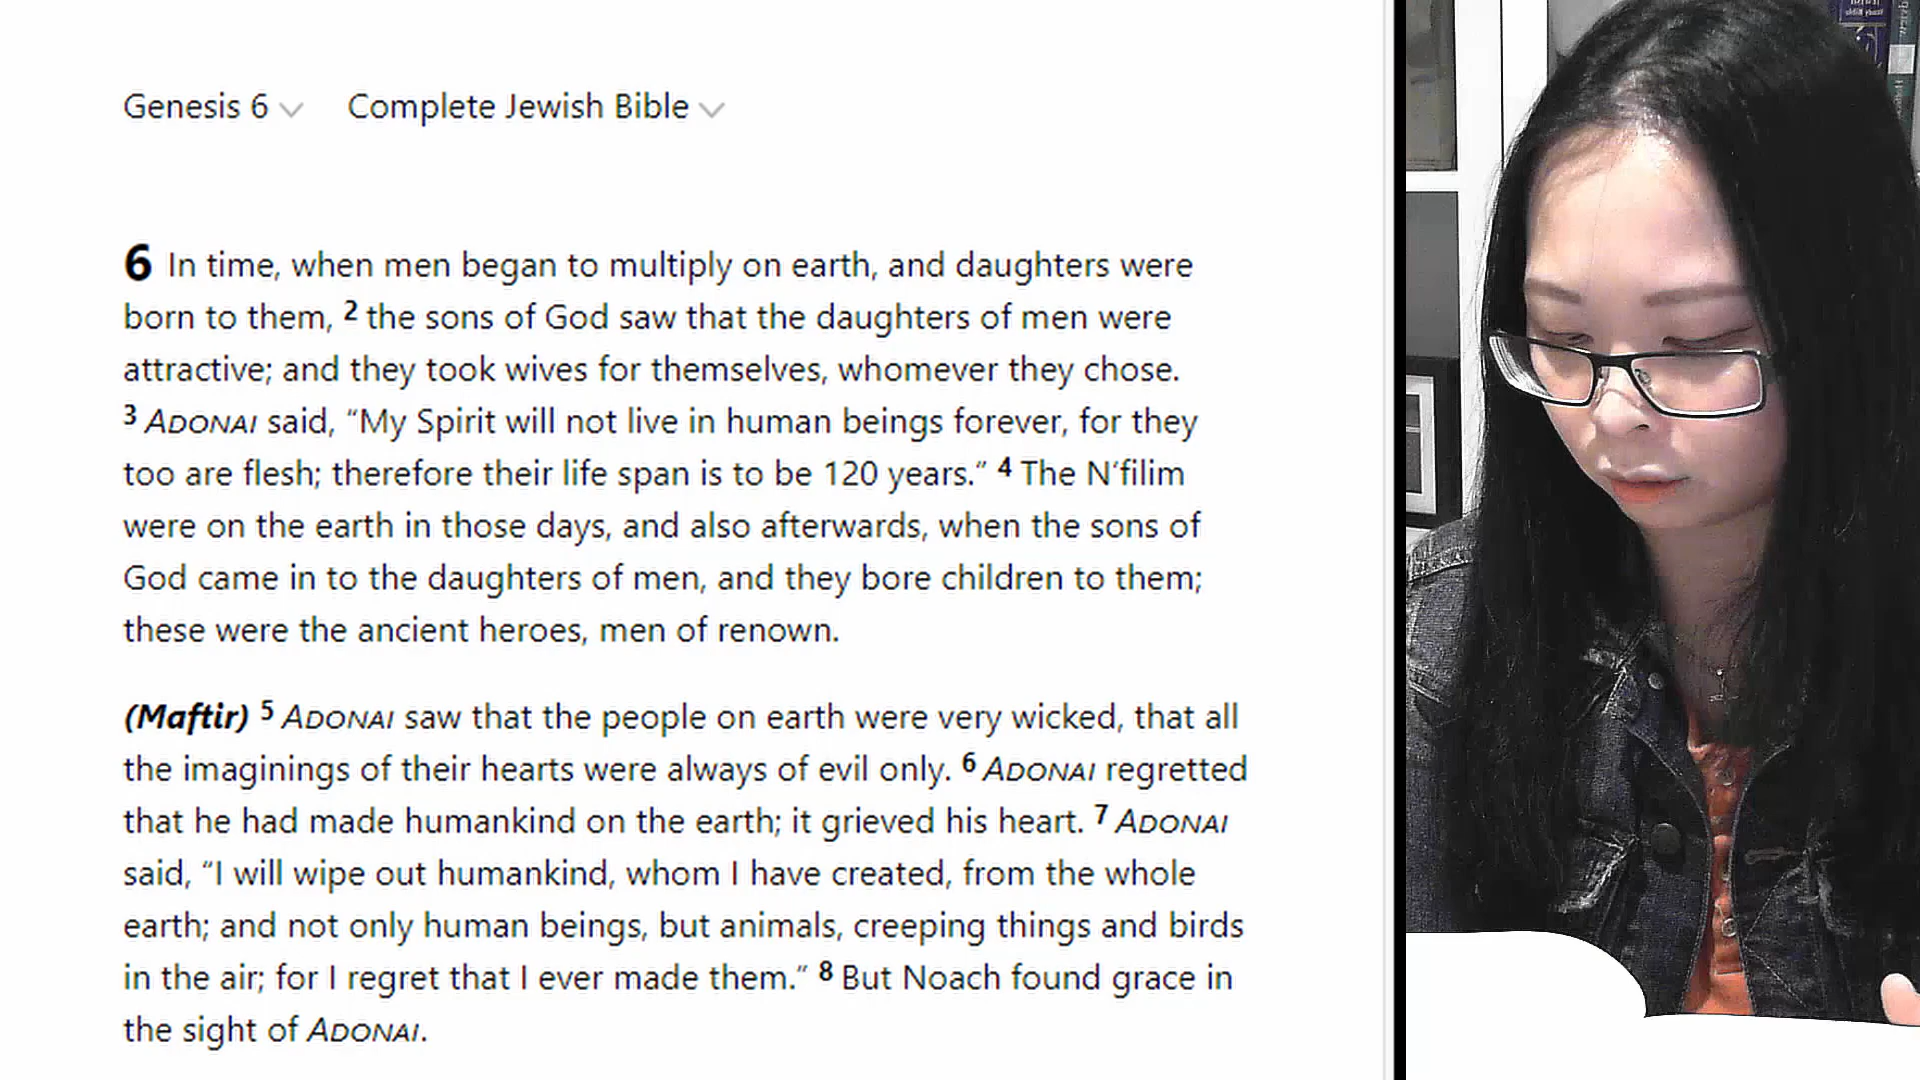 Genesis 6 Complete Jewish Bible
6 In time, when men began to multiply on earth, and daughters were
born to them, 2 the sons of God saw that the daughters of men were
attractive; and they took wives for themselves, whomever they chose.
3 ADONAI said, “My Spirit will not live in human beings forever, for they
too are flesh; therefore their life span is to be 120 years.” 4 The N’filim
were on the earth in those days, and also afterwards, when the sons of
God came in to the daughters of men, and they bore children to them;
these were the ancient heroes, men of renown.
(Maftir) 5 ADONAI saw that the people on earth were very wicked, that all
the imaginings of their hearts were always of evil only. 6 ADONAI regretted
that he had made humankind on the earth; it grieved his heart. 7 ADONAI
said, “I will wipe out humankind, whom I have created, from the whole
earth; and not only human beings, but animals, creeping things and birds
in the air; for I regret that I ever made them.” 8 But Noach found grace in
the sight of ADONAI.